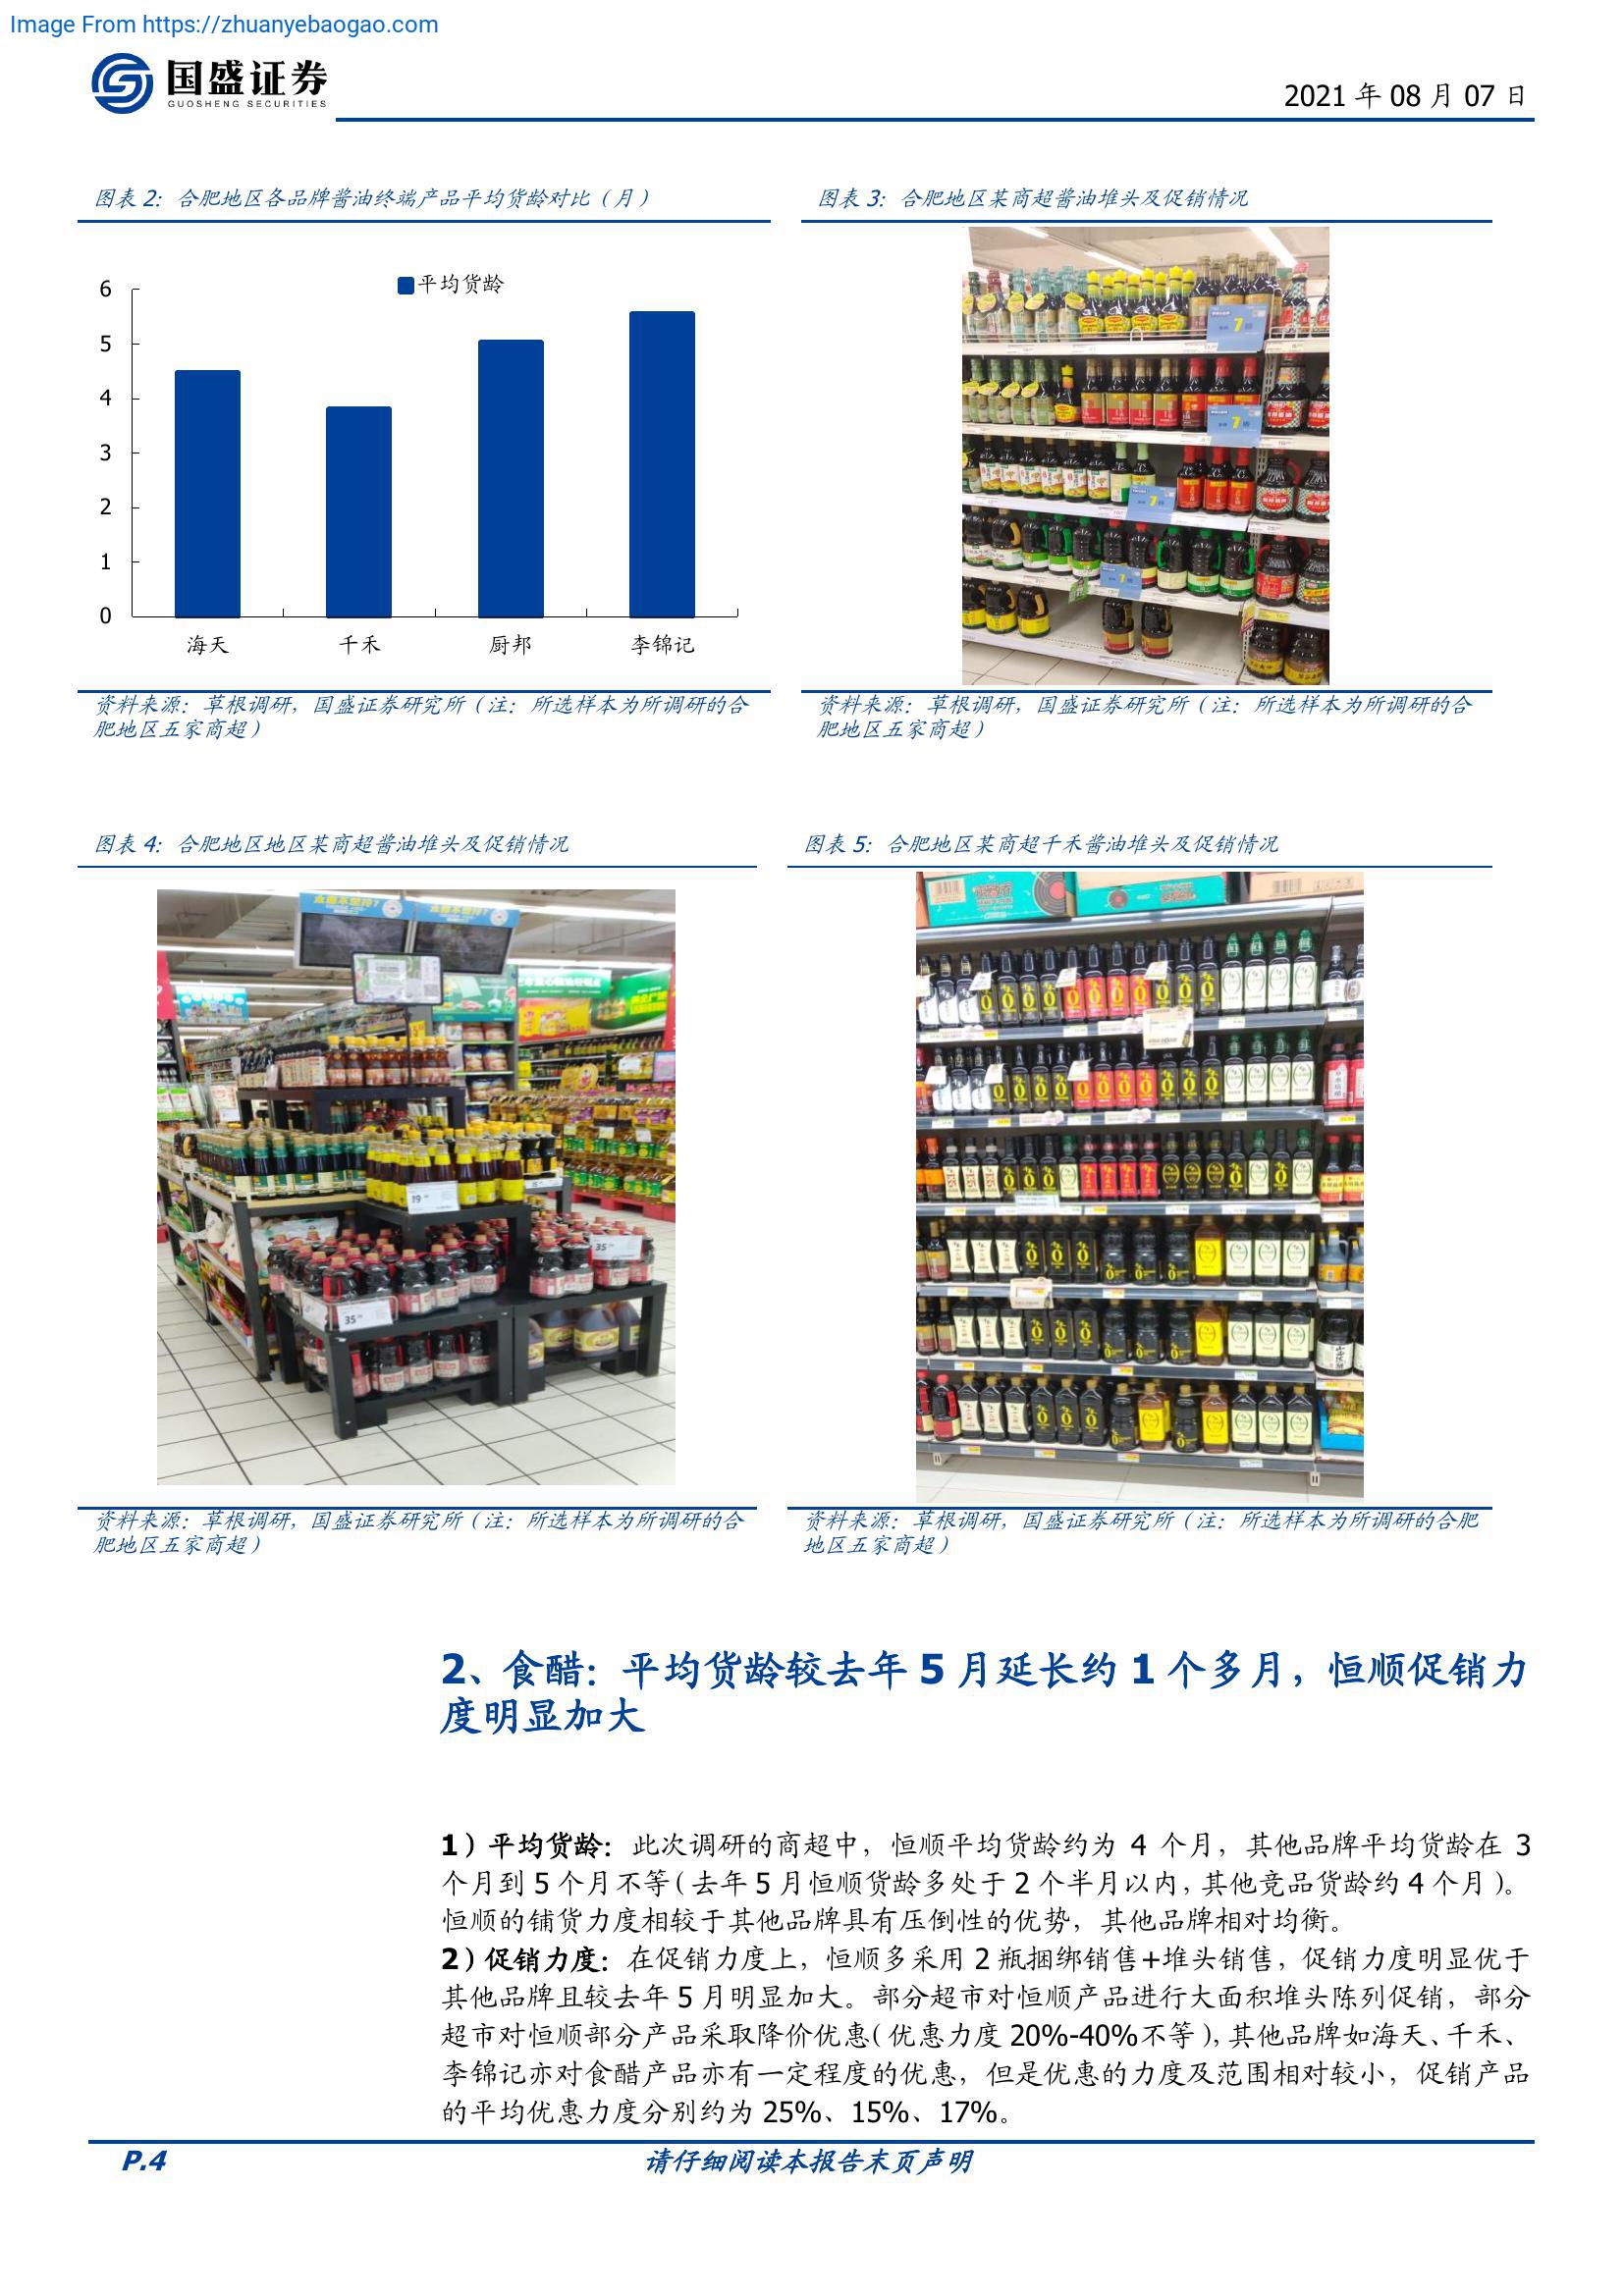 Image From https://zhuanyebaogao.com
国盛证券
GUOSHENG SECURITIES
2021 年 08 月 07 日
图表 2: 合肥地区各品牌酱油终端产品平均货龄对比（月）
平均货龄
6
5
4
3
2
1
0
海天
千禾
厨邦
李锦记
资料来源：草根调研，国盛证券研究所（注：所选样本为所调研的合
肥地区五家商超）
图表 3: 合肥地区某商超酱油堆头及促销情况
7
7
7
7
资料来源：草根调研，国盛证券研究所（注：所选样本为所调研的合
肥地区五家商超）
图表 4: 合肥地区地区某商超酱油堆头及促销情况
19
35
35
资料来源：草根调研，国盛证券研究所（注：所选样本为所调研的合
肥地区五家商超）
图表 5: 合肥地区某商超千禾酱油堆头及促销情况
资料来源：草根调研，国盛证券研究所（注：所选样本为所调研的合肥
地区五家商超）
2、食醋：平均货龄较去年 5 月延长约 1 个多月，恒顺促销力
度明显加大
1）平均货龄：此次调研的商超中，恒顺平均货龄约为 4 个月，其他品牌平均货龄在 3
个月到 5 个月不等（去年 5 月恒顺货龄多处于 2 个半月以内，其他竞品货龄约 4 个月）。
恒顺的铺货力度相较于其他品牌具有压倒性的优势，其他品牌相对均衡。
2）促销力度：在促销力度上，恒顺多采用 2 瓶捆绑销售+堆头销售，促销力度明显优于
其他品牌且较去年 5 月明显加大。部分超市对恒顺产品进行大面积堆头陈列促销，部分
超市对恒顺部分产品采取降价优惠（优惠力度 20%-40%不等），其他品牌如海天、千禾、
李锦记亦对食醋产品亦有一定程度的优惠，但是优惠的力度及范围相对较小，促销产品
的平均优惠力度分别约为 25%、15%、17%。
P.4
请仔细阅读本报告末页声明